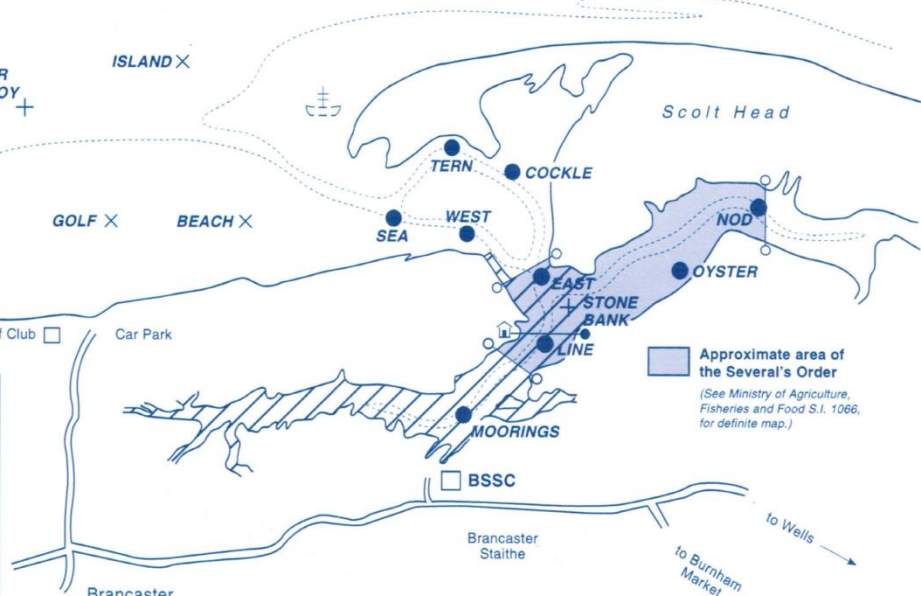 ISLAND
R
OY
Scolt Head
TERN
COCKLE
GOLF
BEACH
SEA
WEST
NOD
EAST
OYSTER
STONE
BANK
LINE
f Club
Car Park
Approximate area of
the Several's Order
(See Ministry of Agriculture,
Fisheries and Food S.I. 1066,
for definite map.)
MOORINGS
BSSC
Brancaster
Staithe
to Wells
to Burnham
Market
Brancaster